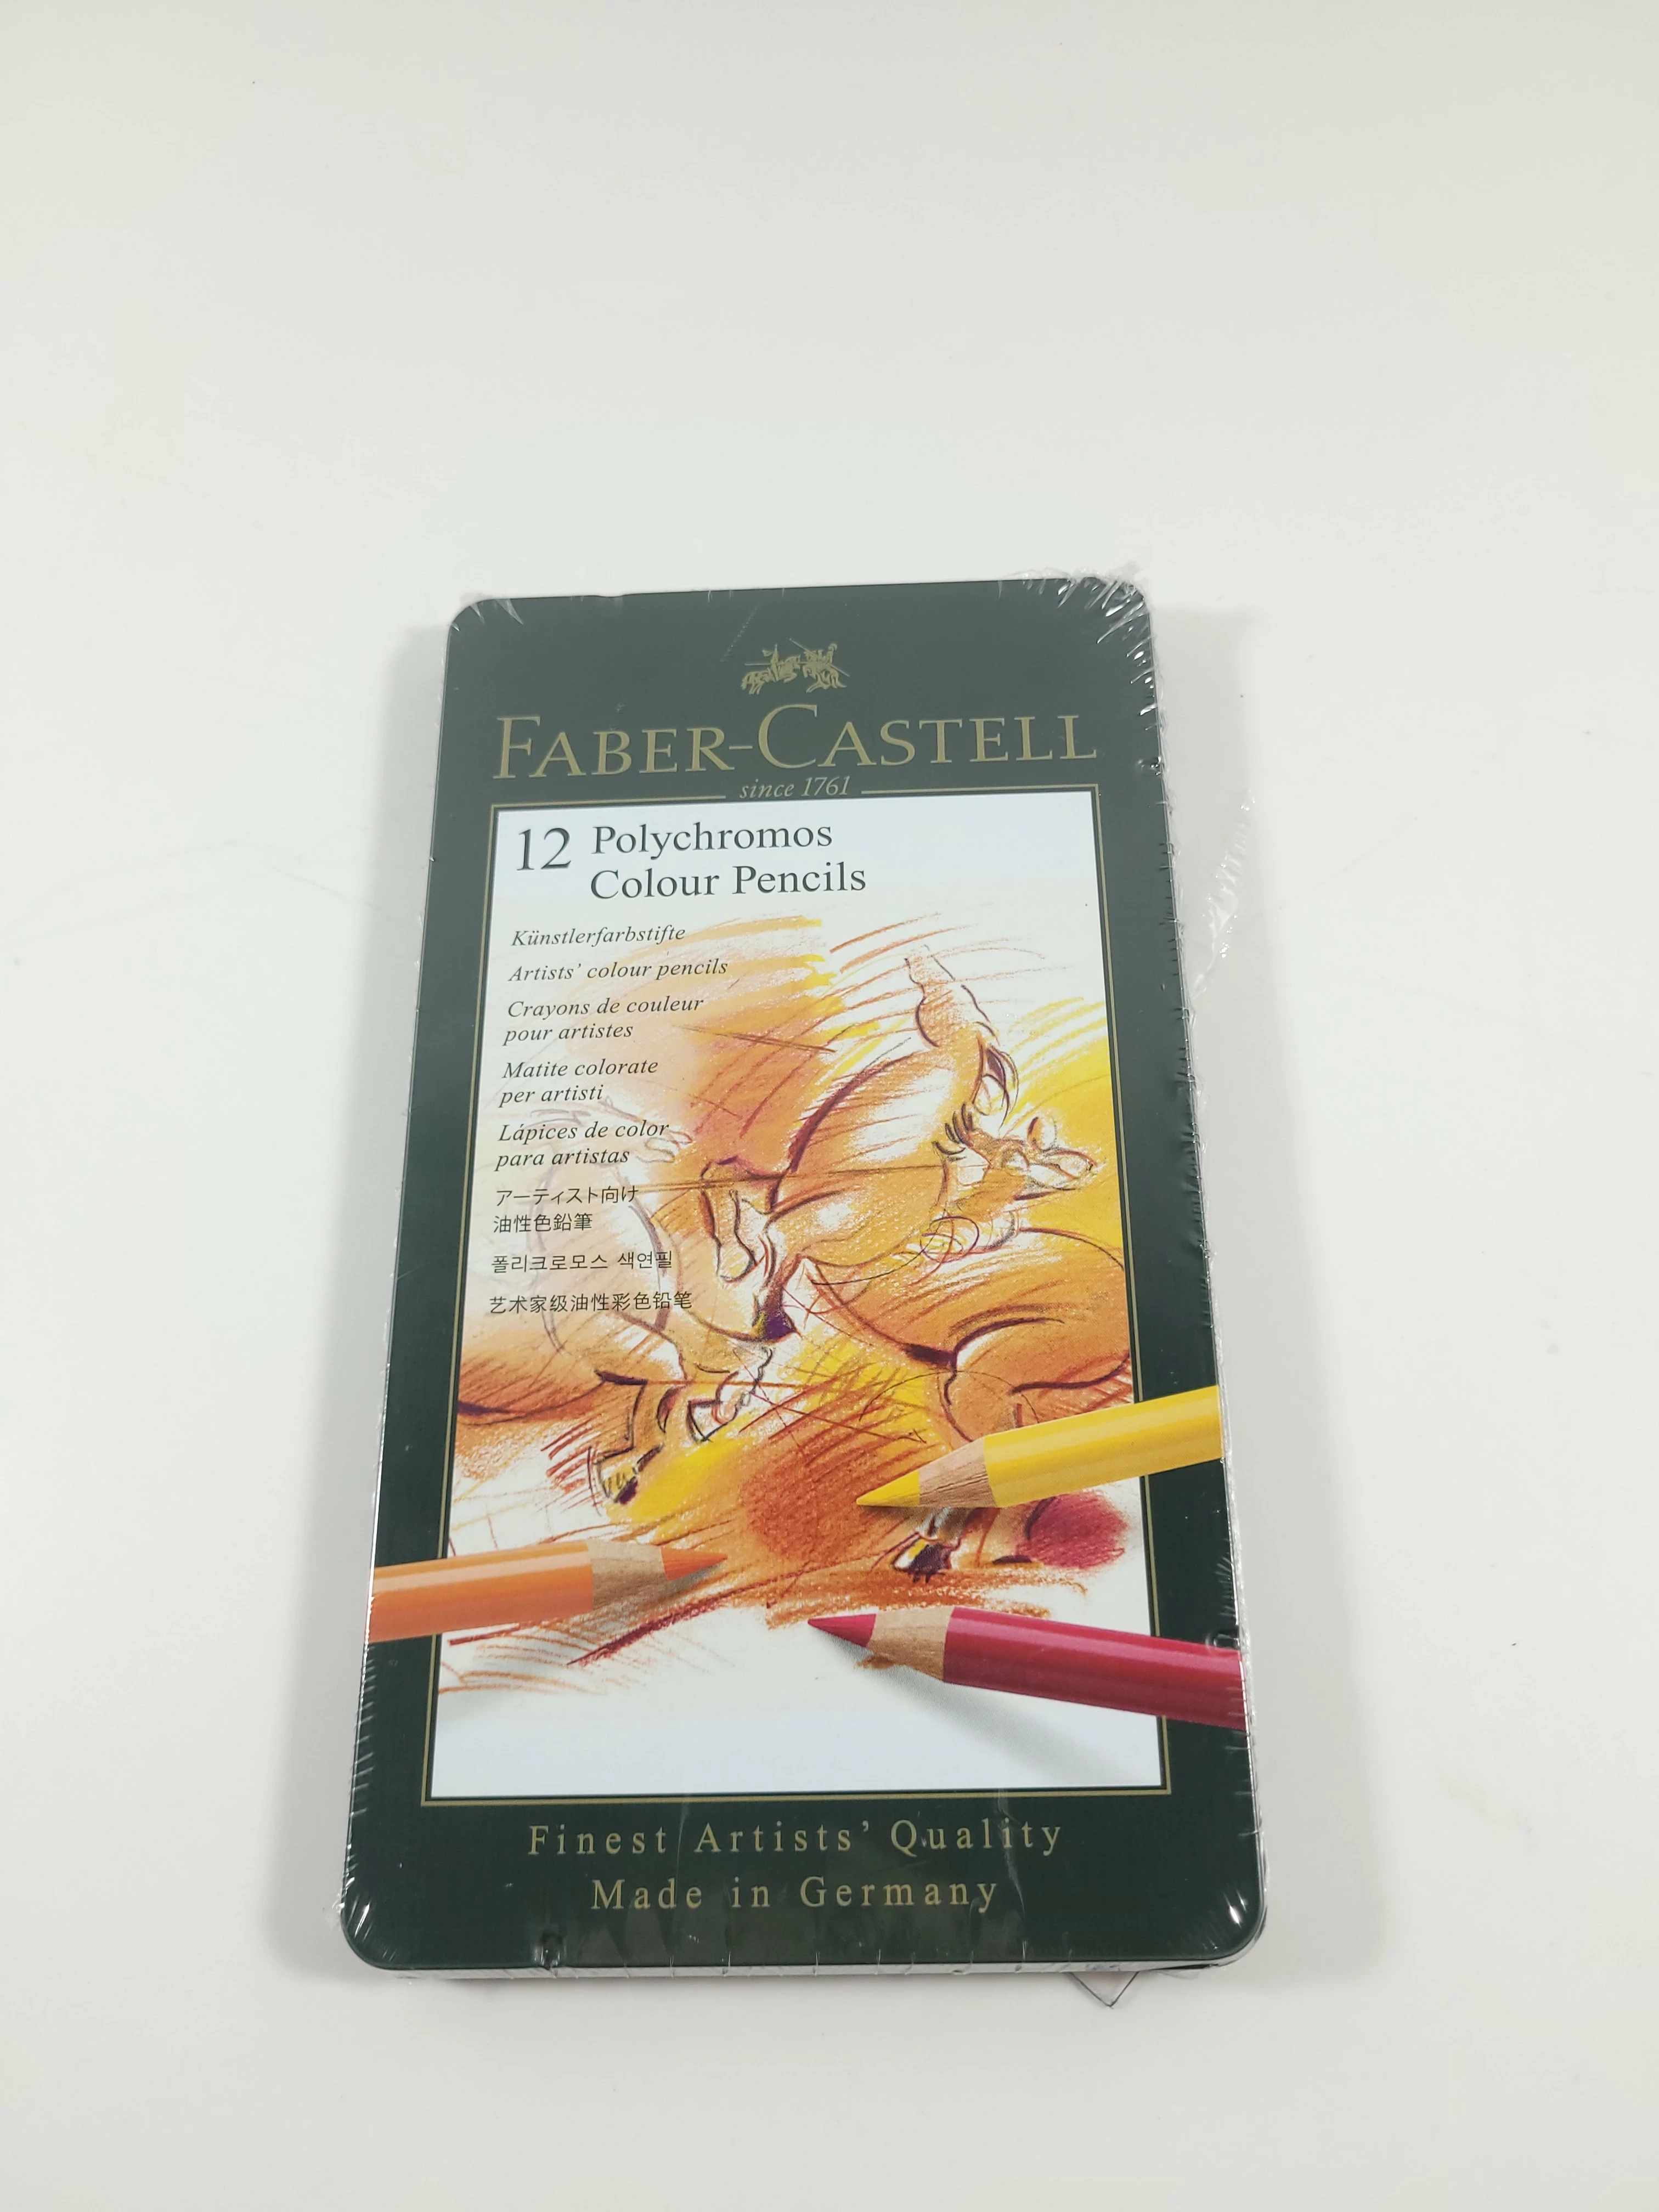 FABER-CASTELL
since 1761
12 Polychromos
Colour Pencils
Künstlerfarbstifte
Artists’ colour pencils
Crayons de couleur
pour artistes
Matite colorate
per artisti
Lápices de color
para artistas
アーティスト向け
油性色鉛筆
폴리크로모스 색연필
艺术家级油性彩色铅笔
Finest Artists’ Quality
Made in Germany